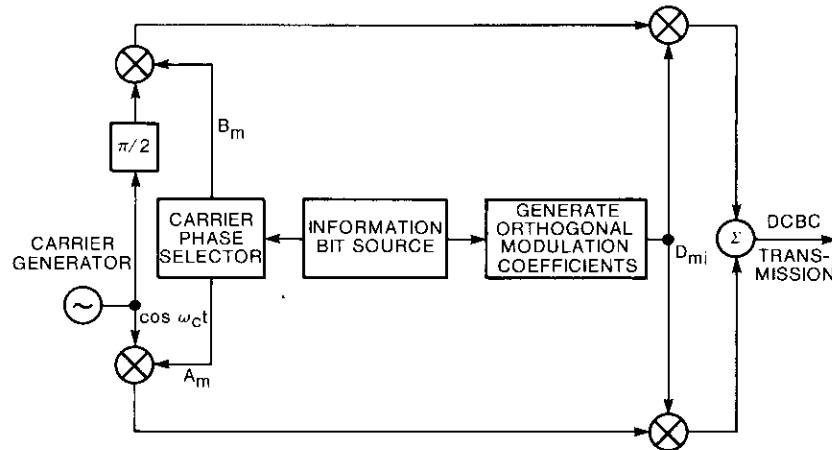 π/2
B_m
CARRIER
GENERATOR
~
cos ω_c t
CARRIER
PHASE
SELECTOR
A_m
INFORMATION
BIT SOURCE
GENERATE
ORTHOGONAL
MODULATION
COEFFICIENTS
D_mi
Σ
DCBC
TRANS-
MISSION